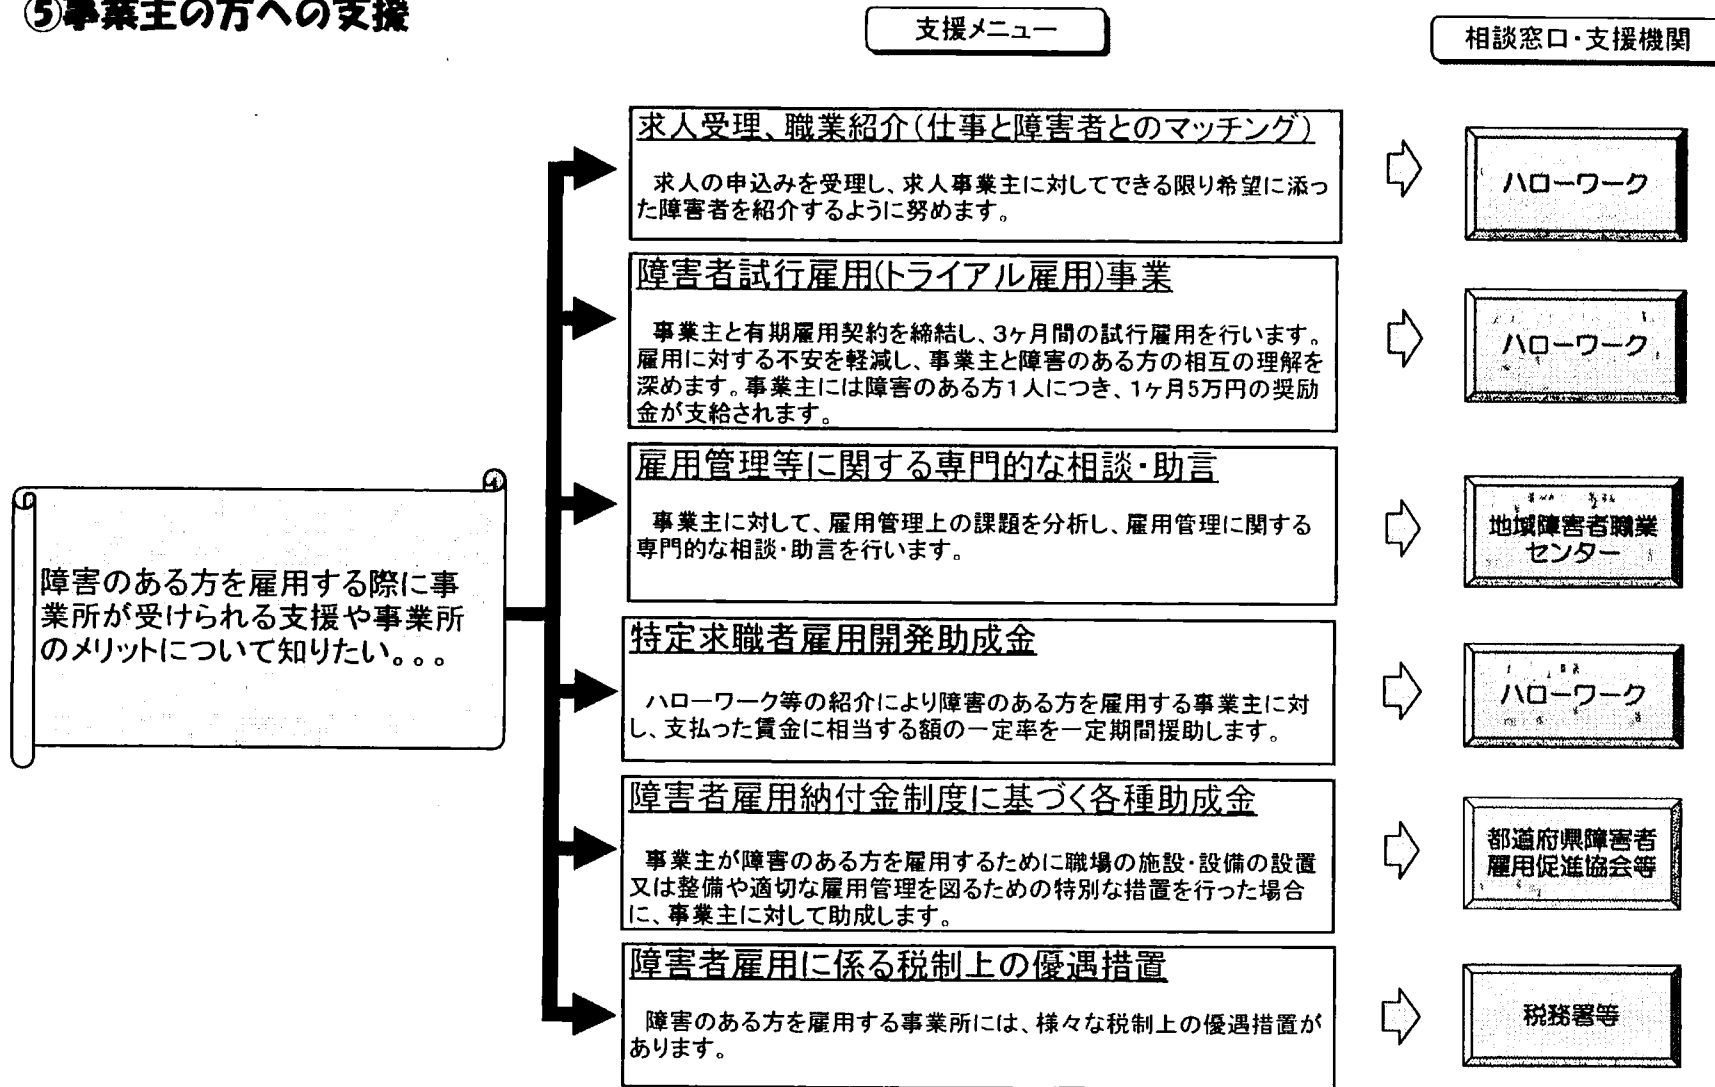 ⑤事業主の方への支援
支援メニュー
相談窓口・支援機関
障害のある方を雇用する際に事
業所が受けられる支援や事業所
のメリットについて知りたい。。。
求人受理、職業紹介(仕事と障害者とのマッチング)
求人の申込みを受理し、求人事業主に対してできる限り希望に添っ
た障害者を紹介するように努めます。
ハローワーク
障害者試行雇用(トライアル雇用)事業
事業主と有期雇用契約を締結し、3ヶ月間の試行雇用を行います。
雇用に対する不安を軽減し、事業主と障害のある方の相互の理解を
深めます。事業主には障害のある方1人につき、1ヶ月5万円の奨励
金が支給されます。
ハローワーク
雇用管理等に関する専門的な相談・助言
事業主に対して、雇用管理上の課題を分析し、雇用管理に関する
専門的な相談・助言を行います。
地域障害者職業
センター
特定求職者雇用開発助成金
ハローワーク等の紹介により障害のある方を雇用する事業主に対
し、支払った賃金に相当する額の一定率を一定期間援助します。
ハローワーク
障害者雇用納付金制度に基づく各種助成金
事業主が障害のある方を雇用するために職場の施設・設備の設置
又は整備や適切な雇用管理を図るための特別な措置を行った場合
に、事業主に対して助成します。
都道府県障害者
雇用促進協会等
障害者雇用に係る税制上の優遇措置
障害のある方を雇用する事業所には、様々な税制上の優遇措置が
あります。
税務署等